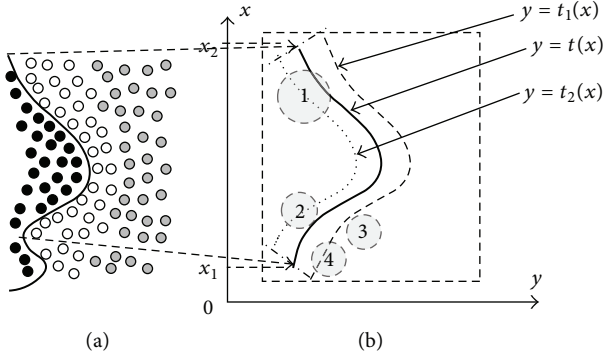 x
y = t₁(x)
x₂
y = t(x)
1
y = t₂(x)
2
3
4
x₁
y
0
(a)
(b)